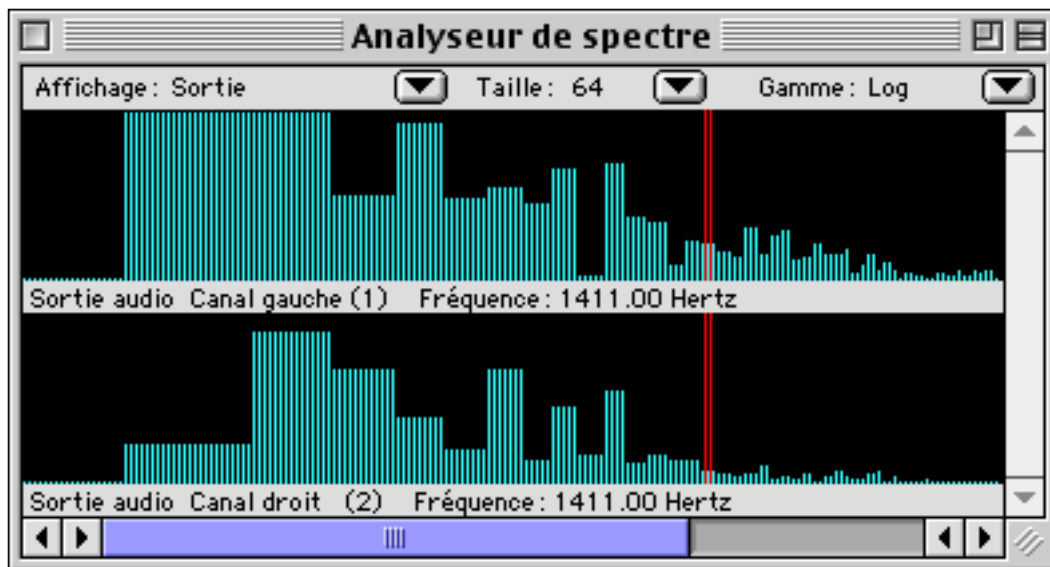 Analyseur de spectre
Affichage: Sortie Taille: 64 Gamme: Log
Sortie audio Canal gauche (1) Fréquence: 1411.00 Hertz
Sortie audio Canal droit (2) Fréquence: 1411.00 Hertz